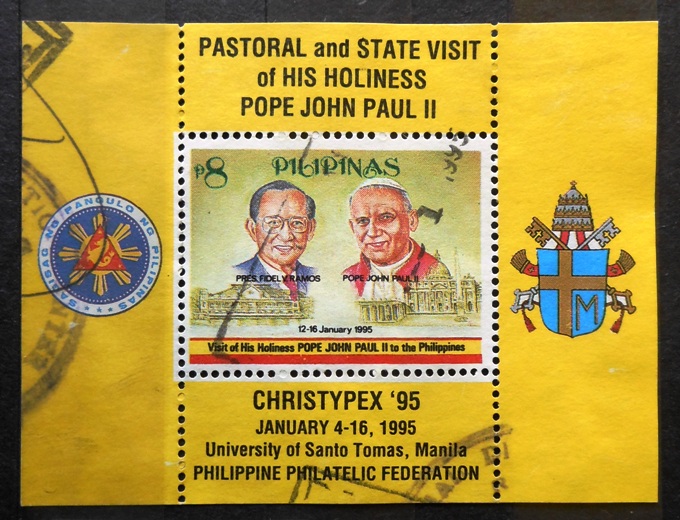 PASTORAL and STATE VISIT
of HIS HOLINESS
POPE JOHN PAUL II
P8 PILIPINAS
PRES. FIDEL V. RAMOS POPE JOHN PAUL II
12-16 January 1995
Visit of His Holiness POPE JOHN PAUL II to the Philippines
SAGISAG NG PANGULO NG PILIPINAS
M
CHRISTYPEX '95
JANUARY 4-16, 1995
University of Santo Tomas, Manila
PHILIPPINE PHILATELIC FEDERATION